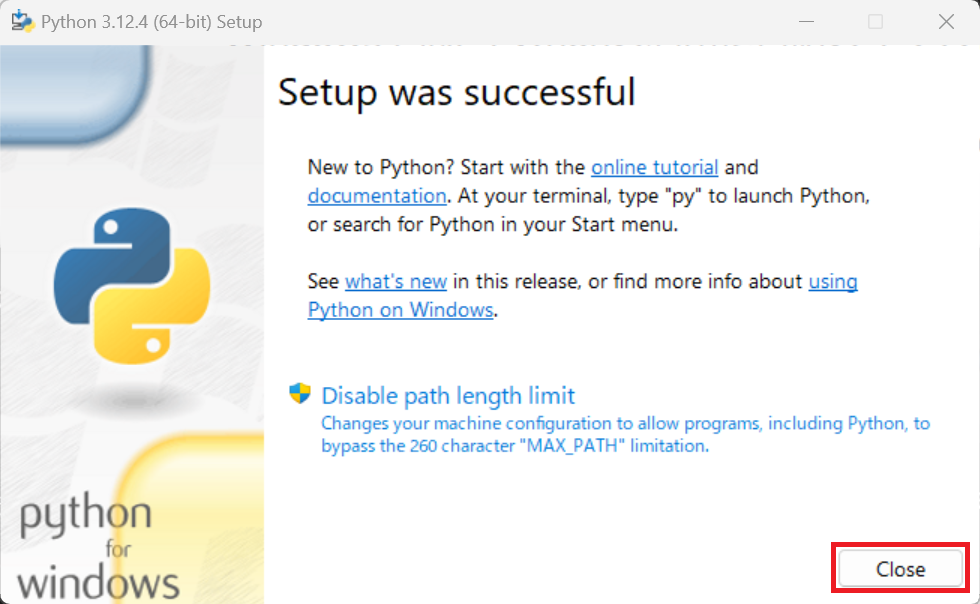 Python 3.12.4 (64-bit) Setup
Setup was successful
New to Python? Start with the online tutorial and
documentation. At your terminal, type "py" to launch Python,
or search for Python in your Start menu.
See what's new in this release, or find more info about using
Python on Windows.
Disable path length limit
Changes your machine configuration to allow programs, including Python, to
bypass the 260 character "MAX_PATH" limitation.
python
for
windows
Close